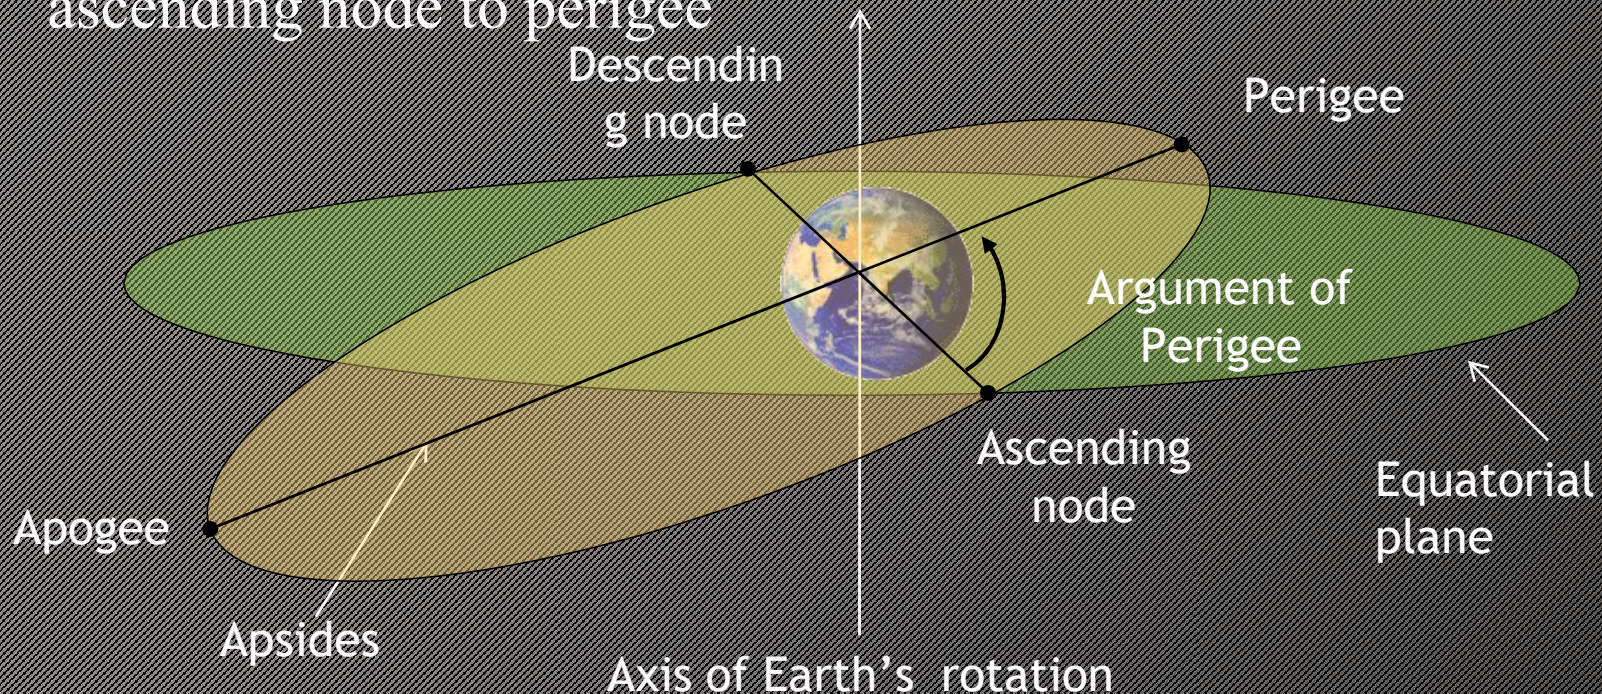 ascending node to perigee
Descendin
g node
Perigee
Argument of
Perigee
Ascending
node
Equatorial
plane
Apogee
Apsides
Axis of Earth’s  rotation